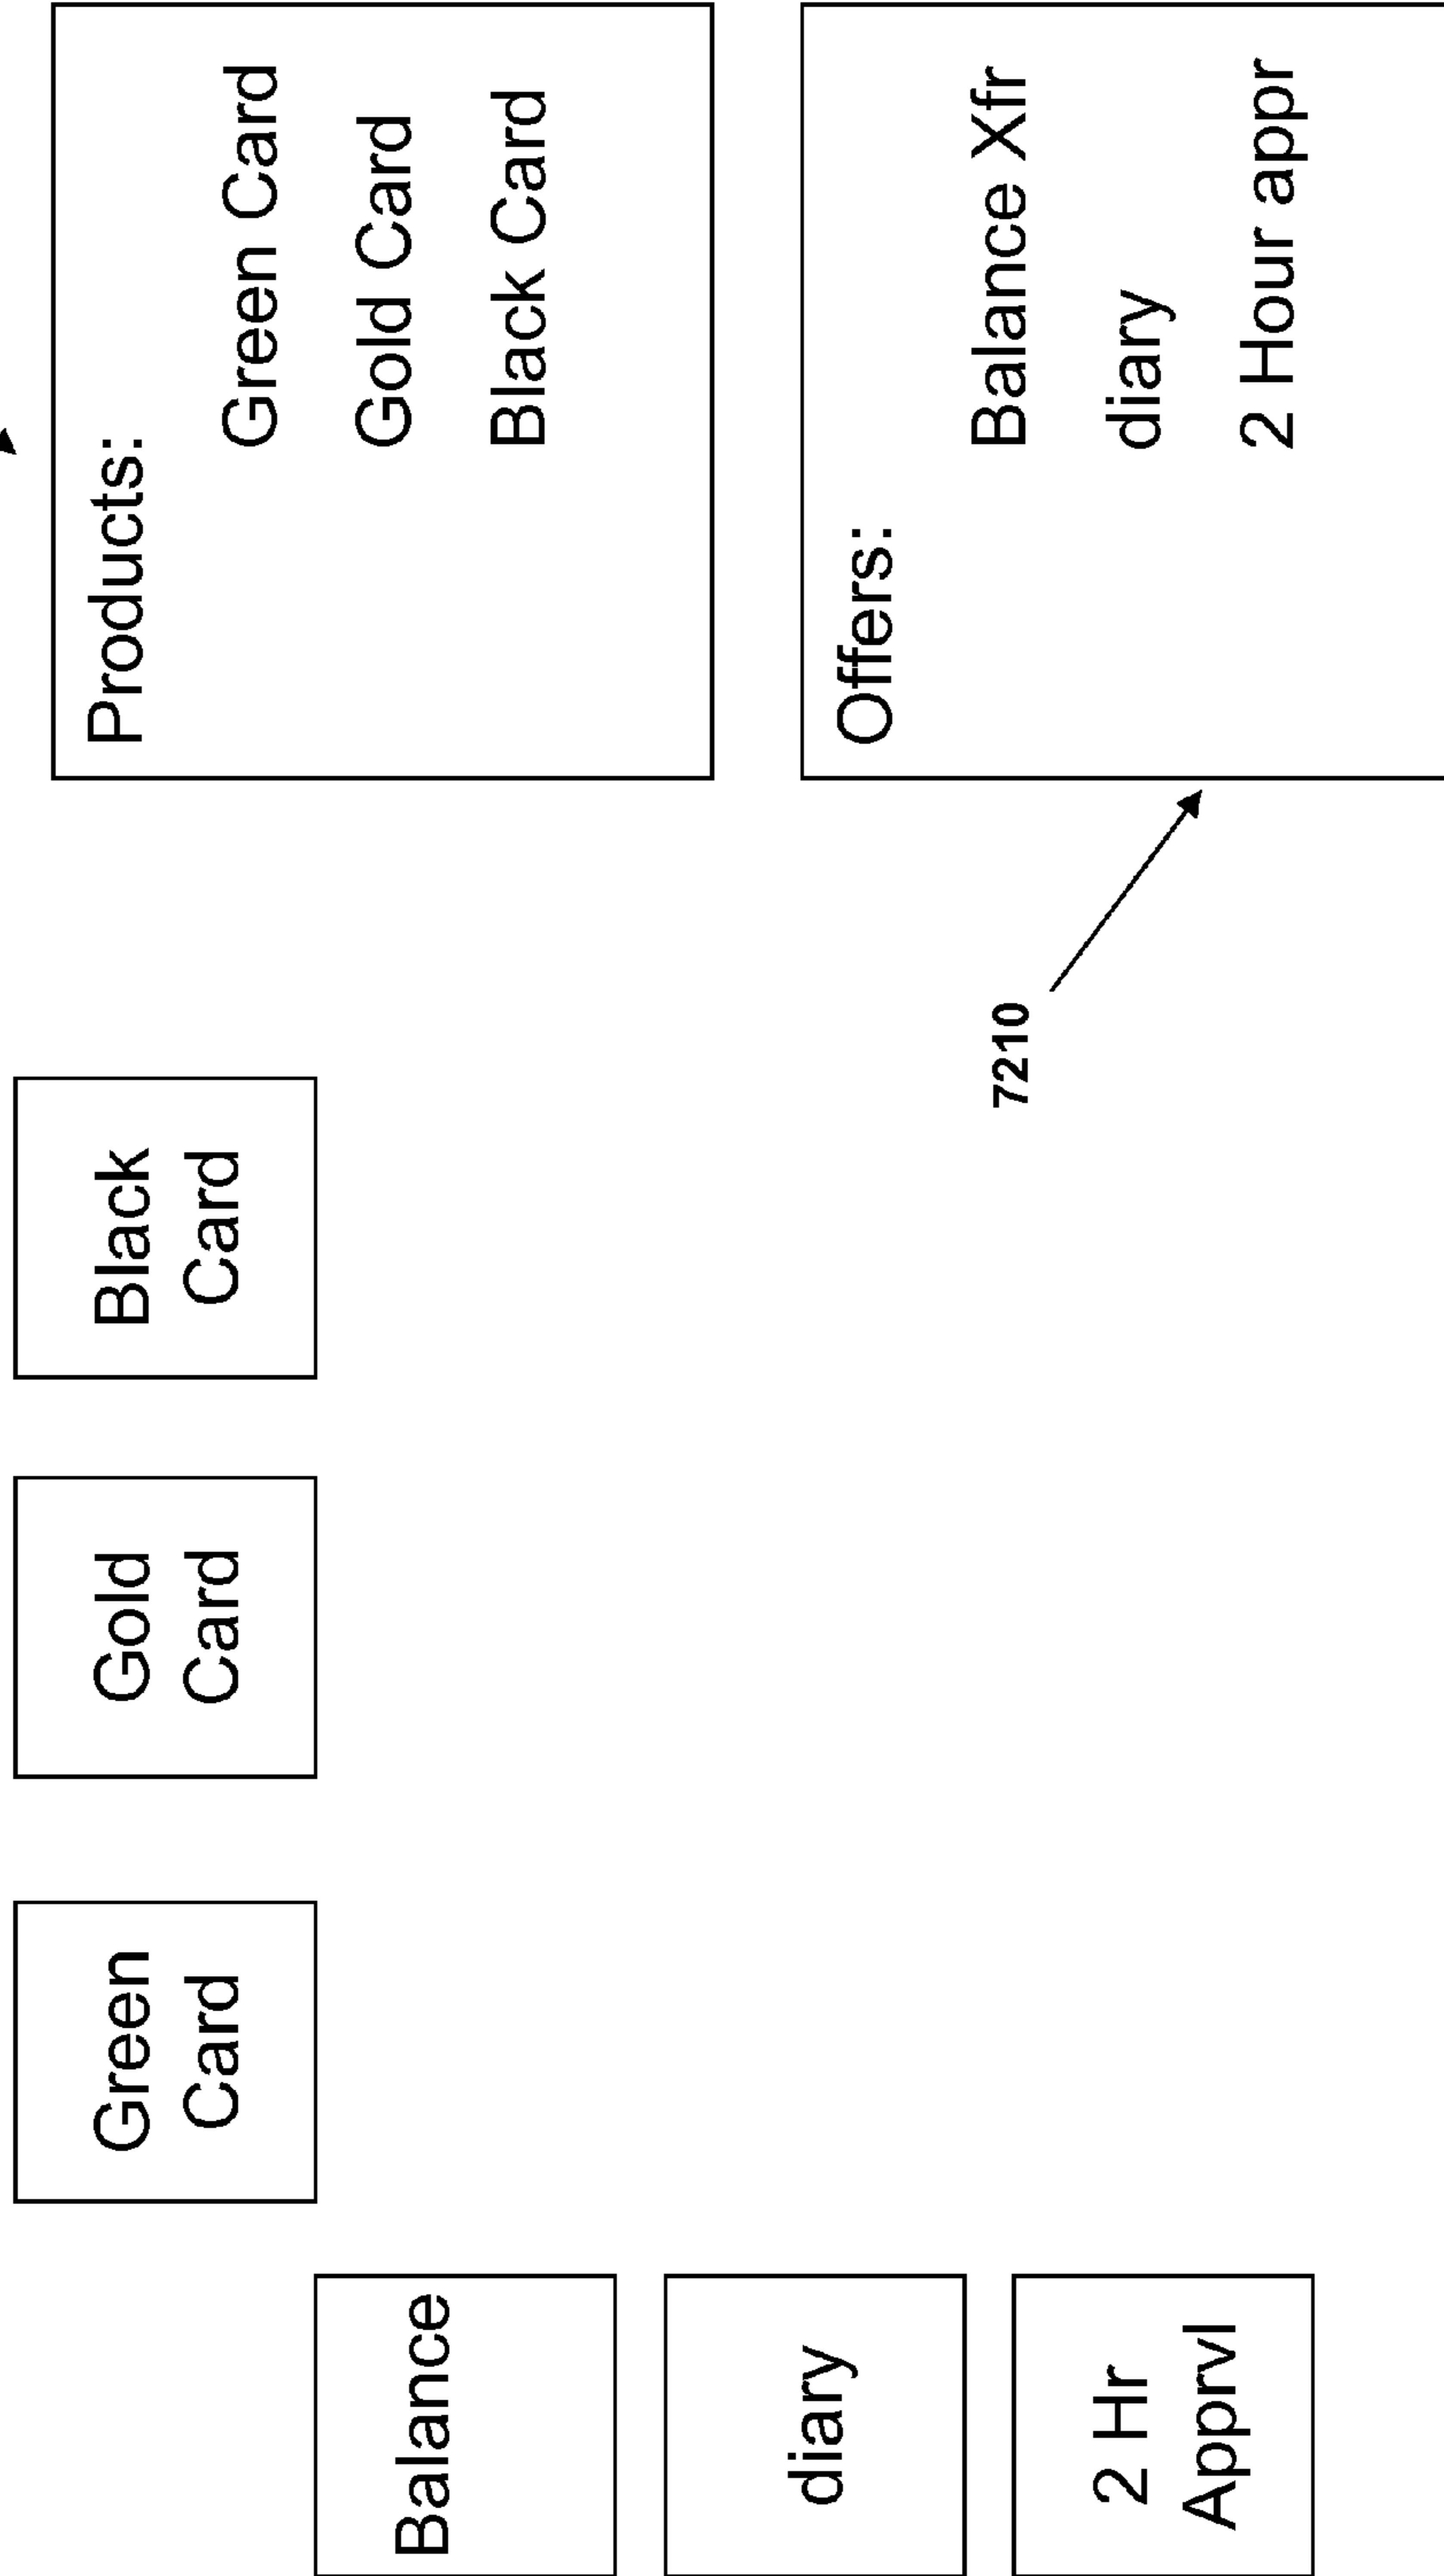 Green
Card
Gold
Card
Black
Card
Balance
diary
2 Hr
Apprvl
Products:
Green Card
Gold Card
Black Card
7210
Offers:
Balance Xfr
diary
2 Hour appr